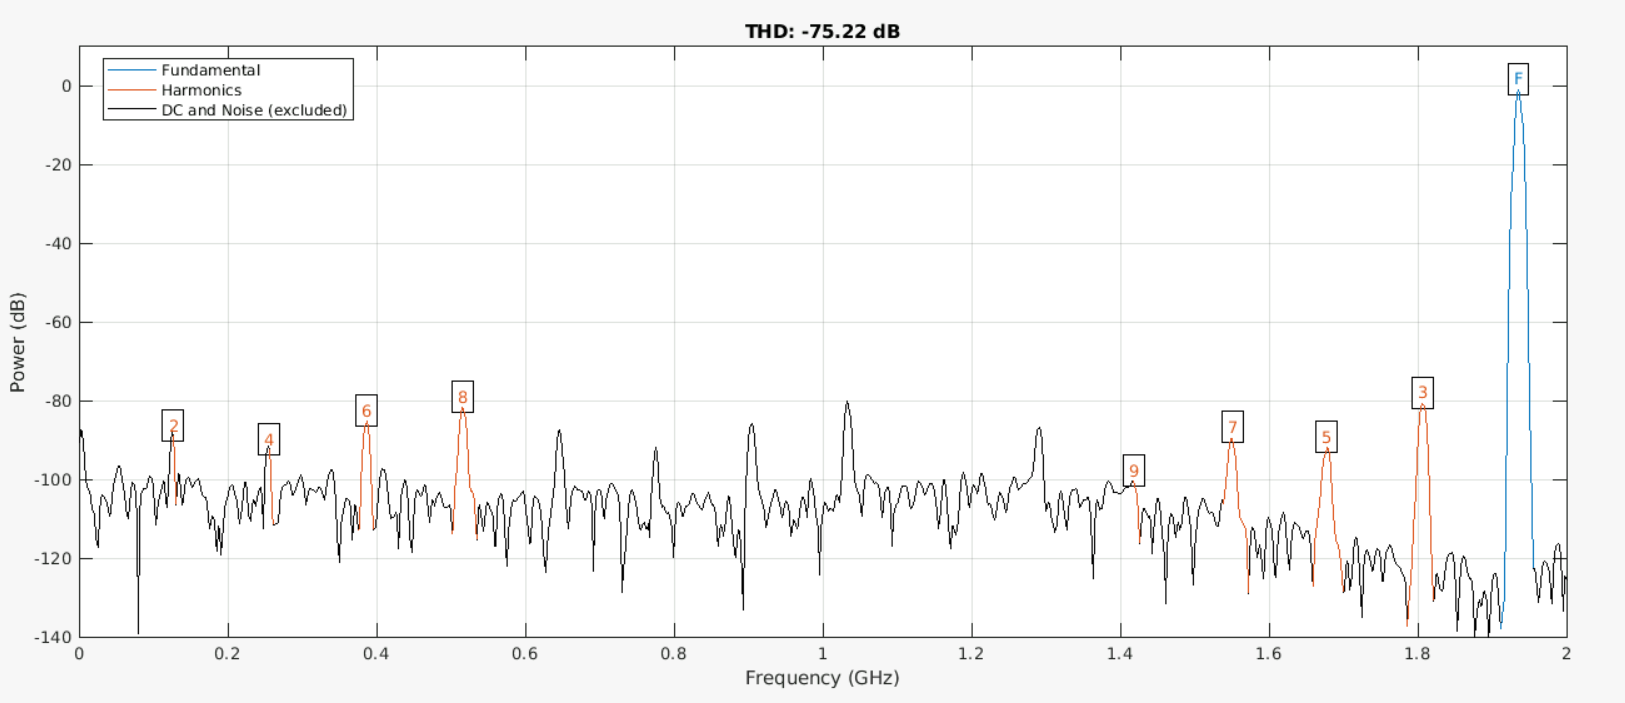 THD: -75.22 dB
Fundamental
Harmonics
DC and Noise (excluded)
F
0
-20
-40
-60
-80
-100
-120
-140
Power (dB)
2
4
6
8
9
7
5
3
0 0.2 0.4 0.6 0.8 1 1.2 1.4 1.6 1.8 2
Frequency (GHz)